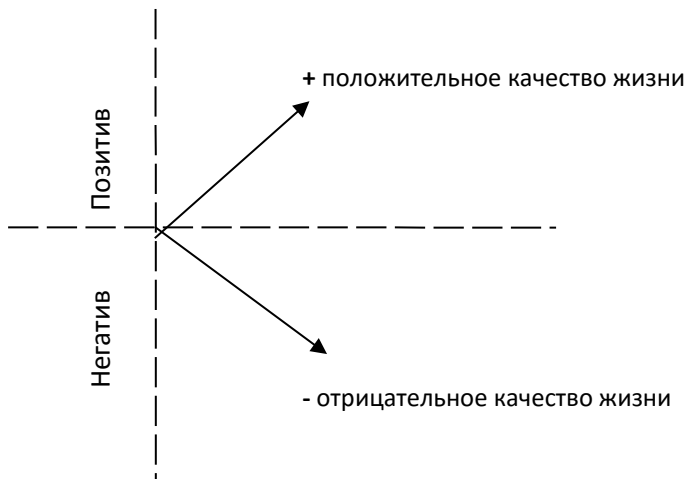 + положительное качество жизни
Позитив
Негатив
- отрицательное качество жизни